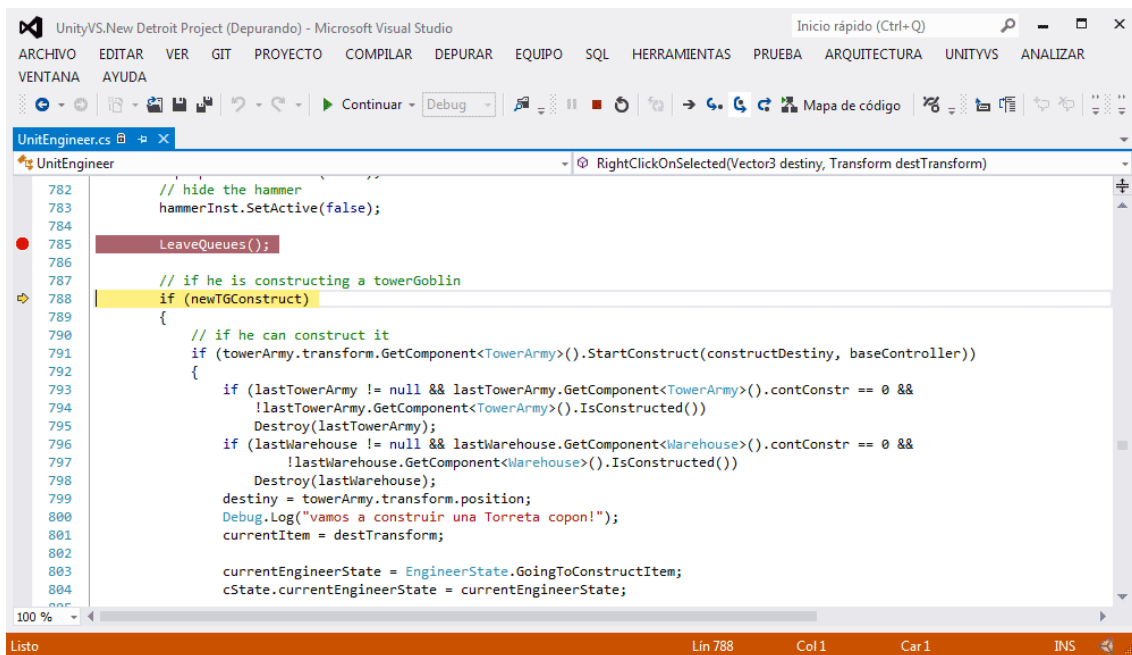 UnityVS.New Detroit Project (Depurando) - Microsoft Visual Studio
Inicio rápido (Ctrl+Q)
ARCHIVO EDITAR VER GIT PROYECTO COMPILAR DEPURAR EQUIPO SQL HERRAMIENTAS PRUEBA ARQUITECTURA UNITYVS ANALIZAR
VENTANA AYUDA
Continuar Debug Mapa de código
UnitEngineer.cs
UnitEngineer RightClickOnSelected(Vector3 destiny, Transform destTransform)
782 // hide the hammer
783 hammerInst.SetActive(false);
784
785 LeaveQueues();
786
787 // if he is constructing a towerGoblin
788 if (newTGConstruct)
789 {
790 // if he can construct it
791 if (towerArmy.transform.GetComponent<TowerArmy>().StartConstruct(constructDestiny, baseController))
792 {
793 if (lastTowerArmy != null && lastTowerArmy.GetComponent<TowerArmy>().contConstr == 0 &&
794 !lastTowerArmy.GetComponent<TowerArmy>().IsConstructed())
795 Destroy(lastTowerArmy);
796 if (lastWarehouse != null && lastWarehouse.GetComponent<Warehouse>().contConstr == 0 &&
797 !lastWarehouse.GetComponent<Warehouse>().IsConstructed())
798 Destroy(lastWarehouse);
799 destiny = towerArmy.transform.position;
800 Debug.Log("vamos a construir una Torreta copon!");
801 currentItem = destTransform;
802
803 currentEngineerState = EngineerState.GoingToConstructItem;
804 cState.currentEngineerState = currentEngineerState;
100 %
Listo Lín 788 Col 1 Car 1 INS